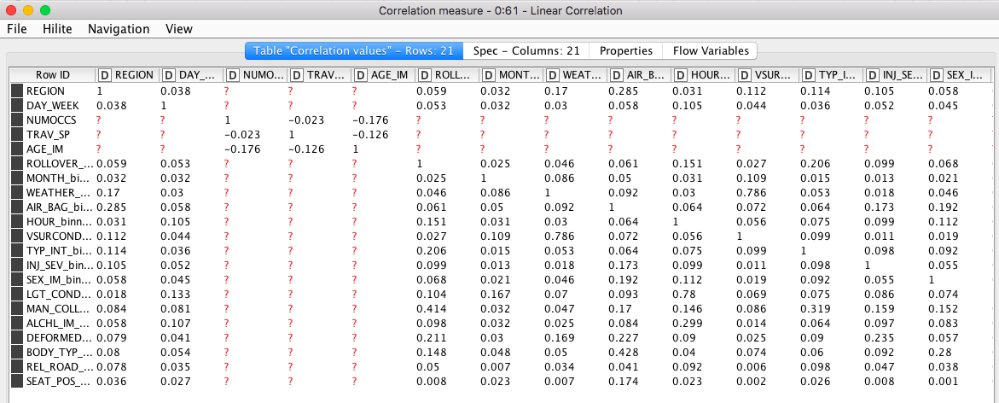 Correlation measure - 0:61 - Linear Correlation
File Hilite Navigation View
Table "Correlation values" - Rows: 21 Spec - Columns: 21 Properties Flow Variables
Row ID D REGION D DAY_... D NUMO... D TRAV... D AGE_IM D ROLL... D MONT... D WEAT... D AIR_B... D HOUR... D VSUR... D TYP_I... D INJ_SE... D SEX_I...
REGION 1 0.038 ? ? ? 0.059 0.032 0.17 0.285 0.031 0.112 0.114 0.105 0.058
DAY_WEEK 0.038 1 ? ? ? 0.053 0.032 0.03 0.058 0.105 0.044 0.036 0.052 0.045
NUMOCCS ? ? 1 -0.023 -0.176 ? ? ? ? ? ? ? ? ?
TRAV_SP ? ? -0.023 1 -0.126 ? ? ? ? ? ? ? ? ?
AGE_IM ? ? -0.176 -0.126 1 ? ? ? ? ? ? ? ? ?
ROLLOVER_... 0.059 0.053 ? ? ? 1 0.025 0.046 0.061 0.151 0.027 0.206 0.099 0.068
MONTH_bi... 0.032 0.032 ? ? ? 0.025 1 0.086 0.05 0.031 0.109 0.015 0.013 0.021
WEATHER_... 0.17 0.03 ? ? ? 0.046 0.086 1 0.092 0.03 0.786 0.053 0.018 0.046
AIR_BAG_bi... 0.285 0.058 ? ? ? 0.061 0.05 0.092 1 0.064 0.072 0.064 0.173 0.192
HOUR_binn... 0.031 0.105 ? ? ? 0.151 0.031 0.03 0.064 1 0.056 0.075 0.099 0.112
VSURCOND... 0.112 0.044 ? ? ? 0.027 0.109 0.786 0.072 0.056 1 0.099 0.011 0.019
TYP_INT_bi... 0.114 0.036 ? ? ? 0.206 0.015 0.053 0.064 0.075 0.099 1 0.098 0.092
INJ_SEV_bi... 0.105 0.052 ? ? ? 0.099 0.013 0.018 0.173 0.099 0.011 0.098 1 0.055
SEX_IM_bin... 0.058 0.045 ? ? ? 0.068 0.021 0.046 0.192 0.112 0.019 0.092 0.055 1
LGT_COND... 0.018 0.133 ? ? ? 0.104 0.167 0.07 0.093 0.78 0.069 0.075 0.086 0.074
MAN_COLL... 0.084 0.081 ? ? ? 0.414 0.032 0.047 0.17 0.146 0.086 0.319 0.159 0.152
ALCHL_IM_... 0.058 0.107 ? ? ? 0.098 0.032 0.025 0.084 0.299 0.014 0.064 0.097 0.083
DEFORMED... 0.079 0.041 ? ? ? 0.211 0.03 0.169 0.227 0.09 0.025 0.09 0.235 0.057
BODY_TYP_... 0.08 0.054 ? ? ? 0.148 0.048 0.05 0.428 0.04 0.074 0.06 0.092 0.28
REL_ROAD_... 0.078 0.035 ? ? ? 0.05 0.007 0.034 0.041 0.092 0.006 0.098 0.047 0.038
SEAT_POS_... 0.036 0.027 ? ? ? 0.008 0.023 0.007 0.174 0.023 0.002 0.026 0.008 0.001